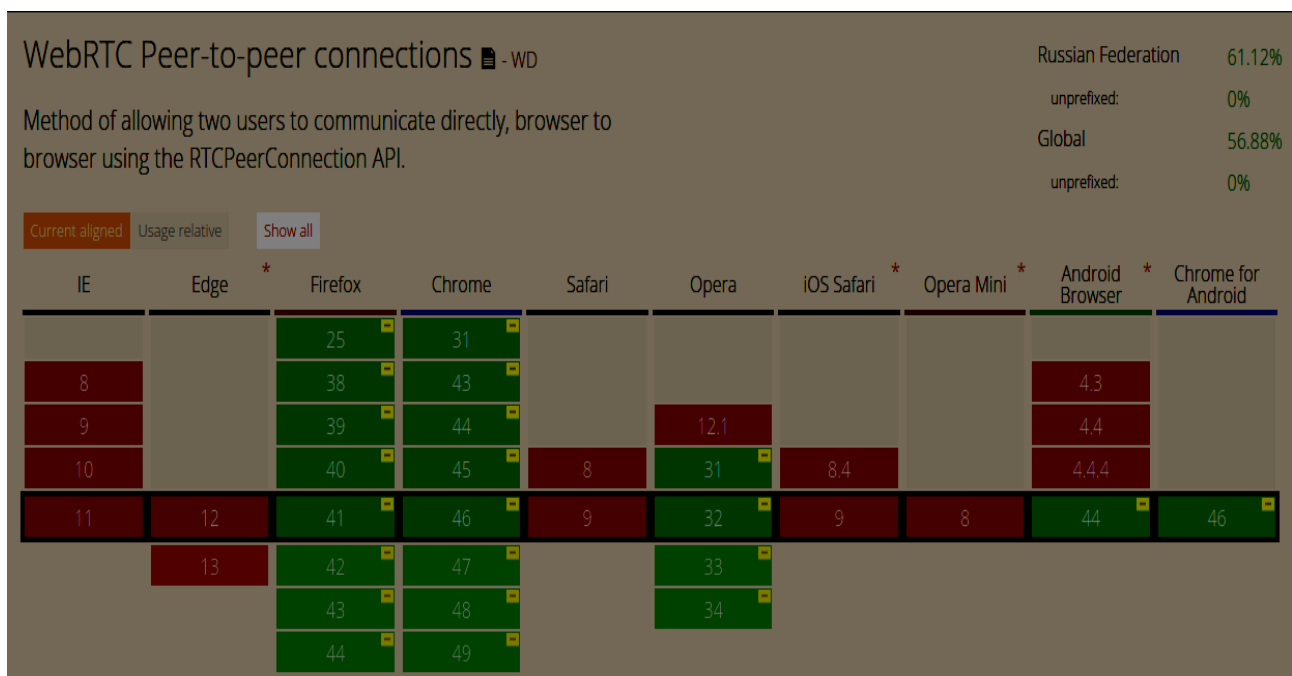 WebRTC Peer-to-peer connections - WD
Method of allowing two users to communicate directly, browser to
browser using the RTCPeerConnection API.
Russian Federation 61.12%
unprefixed: 0%
Global 56.88%
unprefixed: 0%
Current aligned Usage relative Show all
IE Edge * Firefox Chrome Safari Opera iOS Safari * Opera Mini * Android Browser * Chrome for Android
25 31
8 38 43 4.3
9 39 44 12.1 4.4
10 40 45 8 31 8.4 4.4.4
11 12 41 46 9 32 9 8 44 46
13 42 47 33
43 48 34
44 49